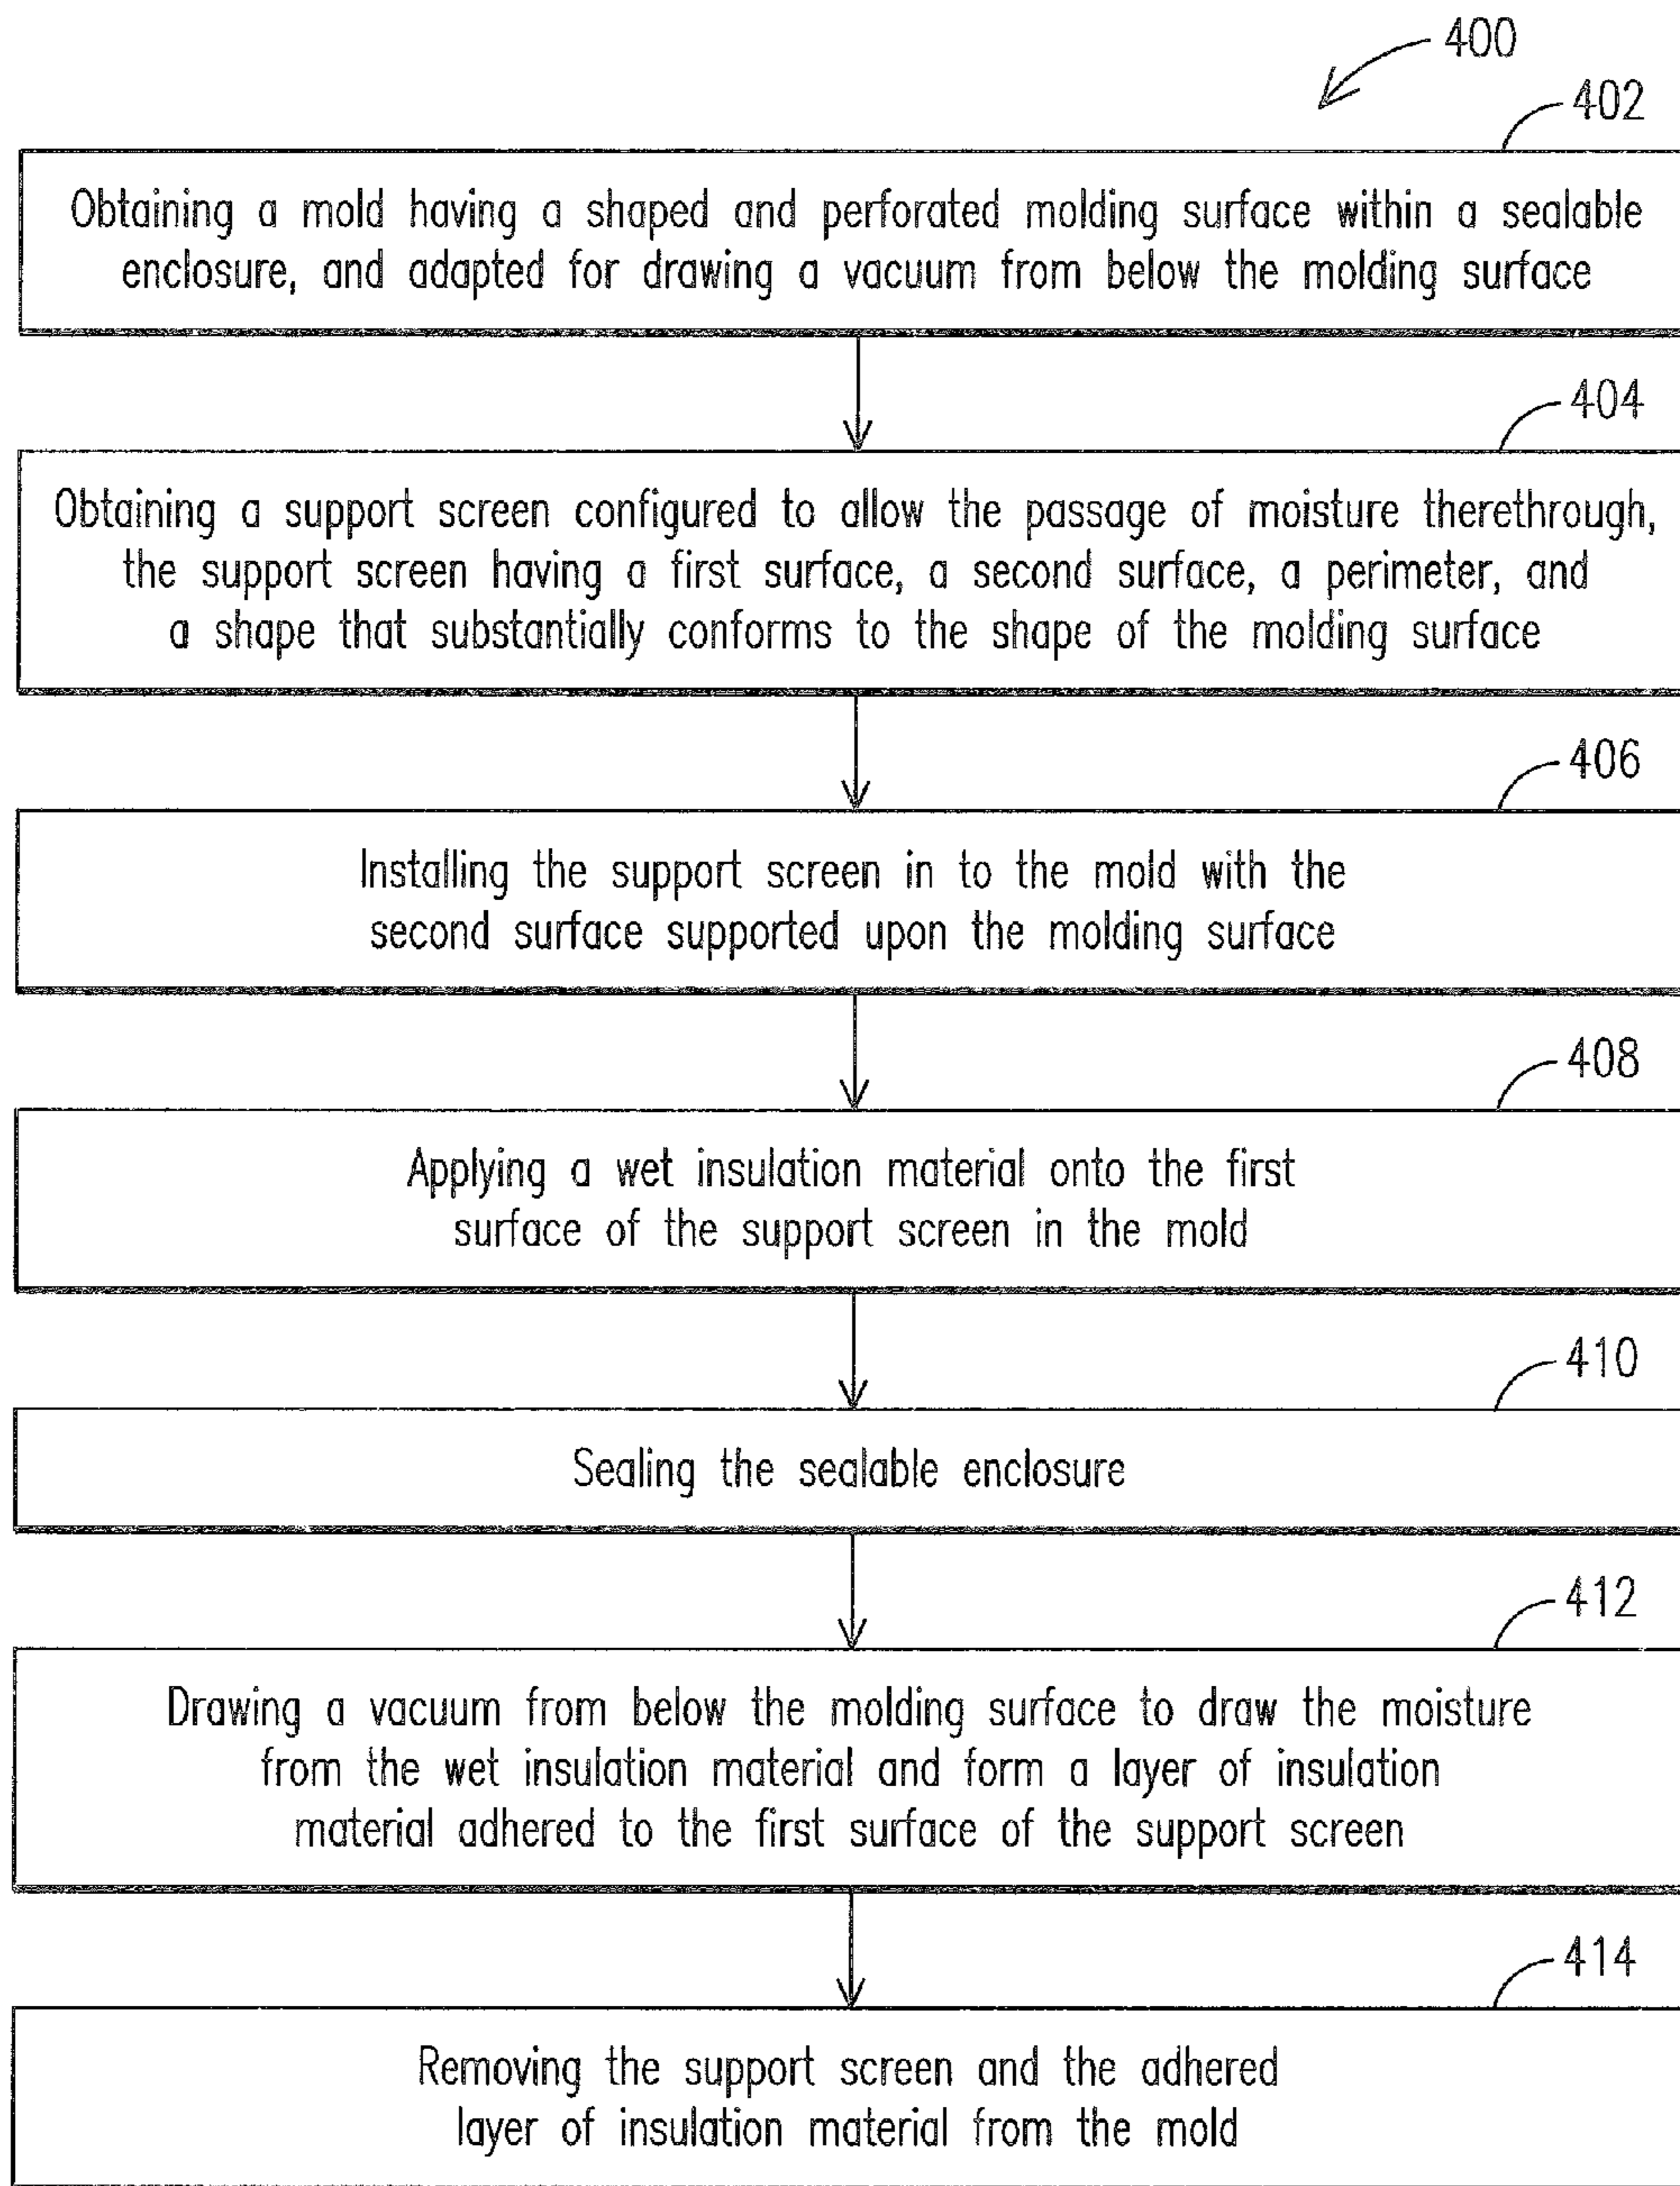 400
402
Obtaining a mold having a shaped and perforated molding surface within a sealable
enclosure, and adapted for drawing a vacuum from below the molding surface
404
Obtaining a support screen configured to allow the passage of moisture therethrough,
the support screen having a first surface, a second surface, a perimeter, and
a shape that substantially conforms to the shape of the molding surface
406
Installing the support screen in to the mold with the
second surface supported upon the molding surface
408
Applying a wet insulation material onto the first
surface of the support screen in the mold
410
Sealing the sealable enclosure
412
Drawing a vacuum from below the molding surface to draw the moisture
from the wet insulation material and form a layer of insulation
material adhered to the first surface of the support screen
414
Removing the support screen and the adhered
layer of insulation material from the mold